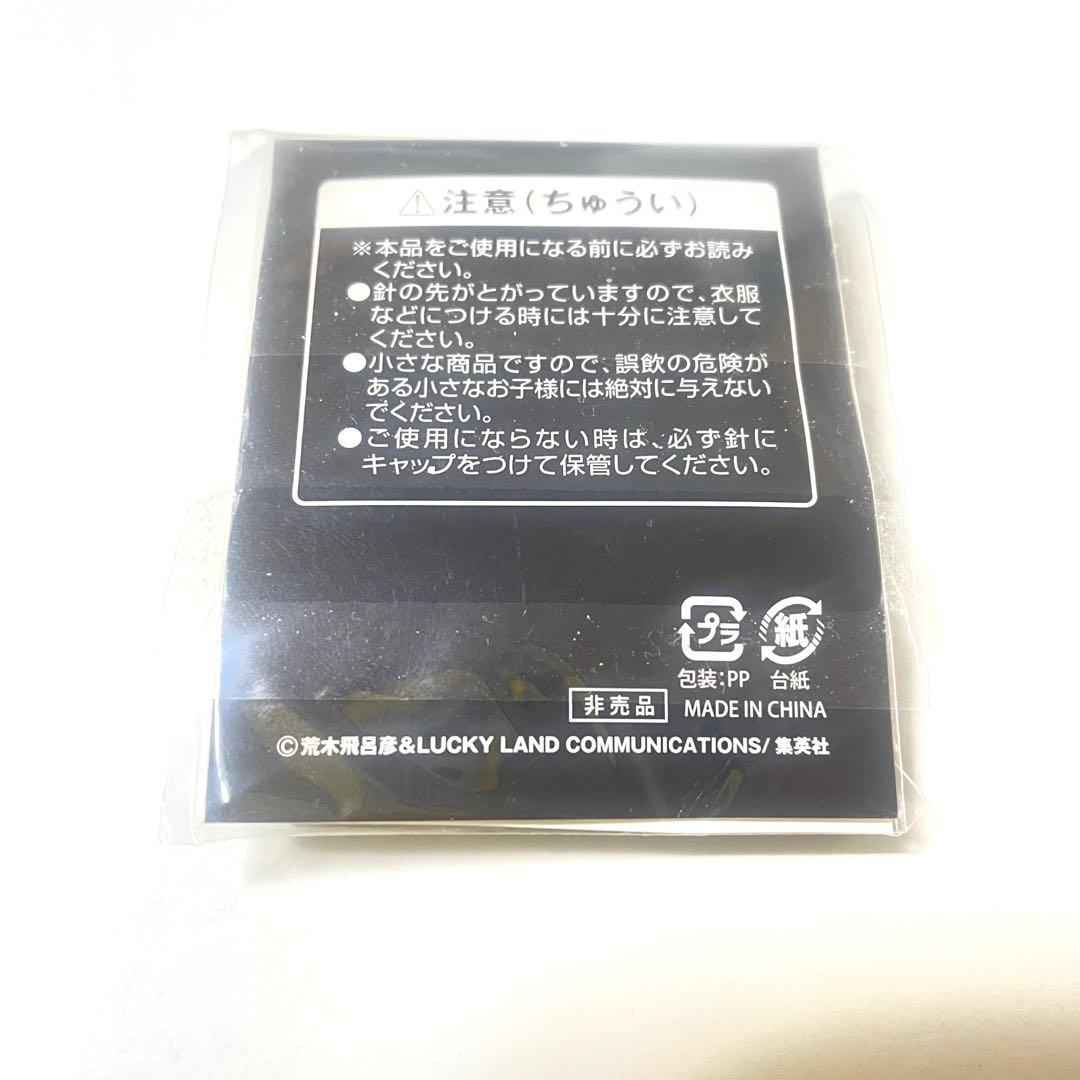 ⚠注意(ちゅうい)
※本品をご使用になる前に必ずお読み
ください。
●針の先がとがっていますので、衣服
などにつける時には十分に注意して
ください。
●小さな商品ですので、誤飲の危険が
ある小さなお子様には絶対に与えない
でください。
●ご使用にならない時は、必ず針に
キャップをつけて保管してください。
プラ 紙
包装:PP 台紙
非売品 MADE IN CHINA
©荒木飛呂彦&LUCKY LAND COMMUNICATIONS/集英社